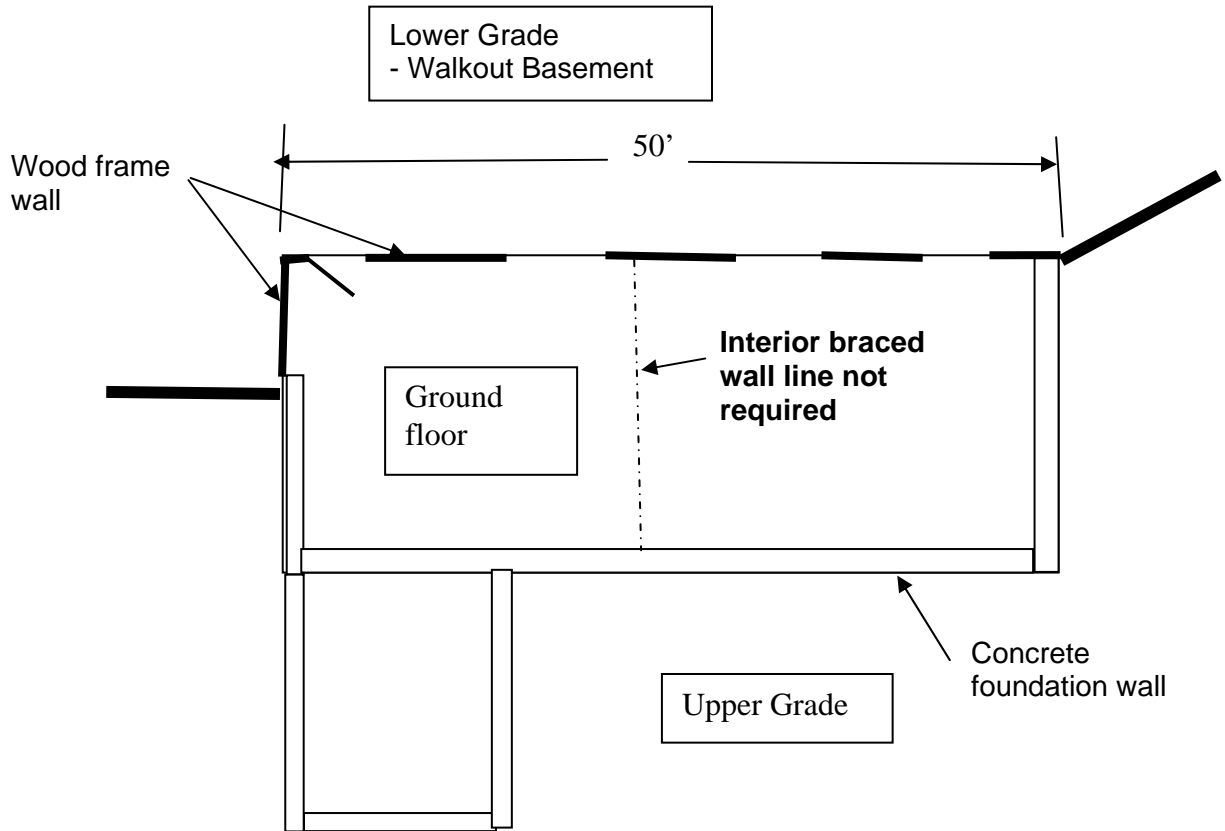 Lower Grade
- Walkout Basement
50’
Wood frame
wall
Interior braced
wall line not
required
Ground
floor
Concrete
foundation wall
Upper Grade